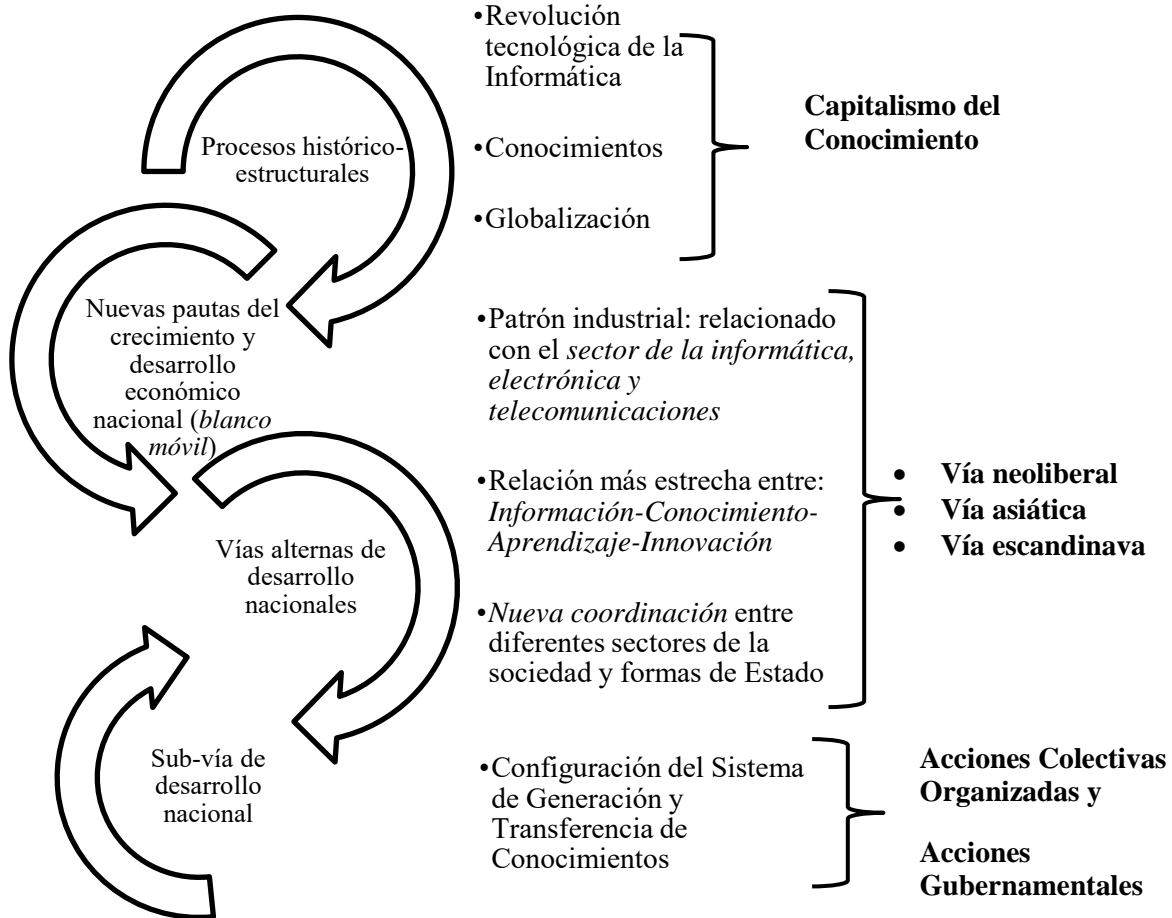 Procesos histórico-
estructurales
•Revolución
tecnológica de la
Informática
•Conocimientos
•Globalización
Capitalismo del
Conocimiento
Nuevas pautas del
crecimiento y
desarrollo
económico
nacional (blanco
móvil)
Vías alternas de
desarrollo
nacionales
•Patrón industrial: relacionado
con el sector de la informática,
electrónica y
telecomunicaciones
•Relación más estrecha entre:
Información-Conocimiento-
Aprendizaje-Innovación
•Nueva coordinación entre
diferentes sectores de la
sociedad y formas de Estado
• Vía neoliberal
• Vía asiática
• Vía escandinava
Sub-vía de
desarrollo
nacional
•Configuración del Sistema
de Generación y
Transferencia de
Conocimientos
Acciones Colectivas
Organizadas y
Acciones
Gubernamentales